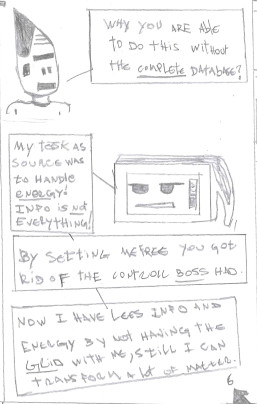 WHY YOU ARE ABLE
TO DO THIS WITHOUT
THE COMPLETE DATABASE?
MY TASK AS
SOURCE WAS
TO HANDLE
ENERGY!
INFO IS NOT
EVERYTHING!
BY SETTING ME FREE YOU GOT
RID OF THE CONTROLL BOSS HAD.
NOW I HAVE LESS INFO AND
ENERGY BY NOT HAVING THE
WITH ME, STILL I CAN
TRANSFORM A LOT OF MATTER.
6